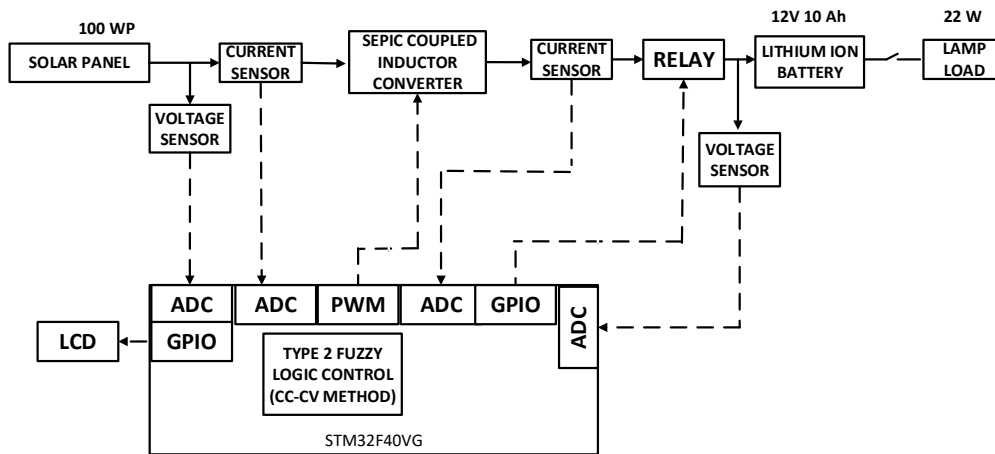 100 WP
12V 10 Ah
22 W
SOLAR PANEL
CURRENT
SENSOR
SEPIC COUPLED
INDUCTOR
CONVERTER
CURRENT
SENSOR
RELAY
LITHIUM ION
BATTERY
LAMP
LOAD
VOLTAGE
SENSOR
VOLTAGE
SENSOR
ADC
ADC
PWM
ADC
GPIO
ADC
LCD
GPIO
TYPE 2 FUZZY
LOGIC CONTROL
(CC-CV METHOD)
STM32F40VG